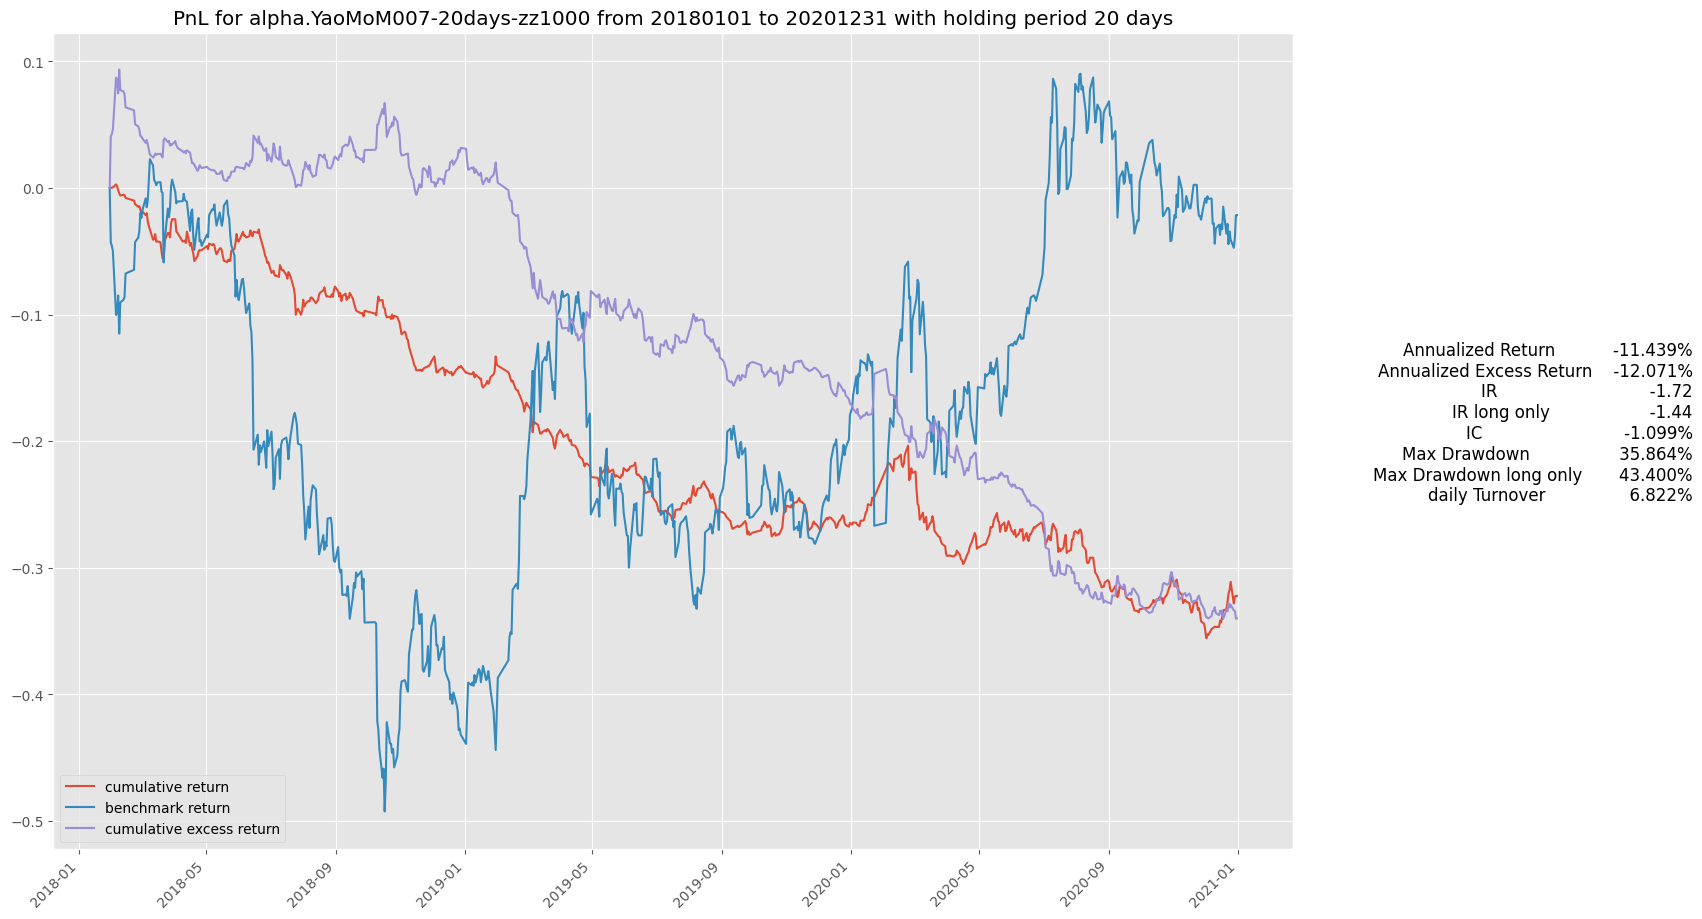 PnL for alpha.YaoMoM007-20days-zz1000 from 20180101 to 20201231 with holding period 20 days
0.1
0.0
−0.1
−0.2
−0.3
−0.4
−0.5
cumulative return
benchmark return
cumulative excess return
2018-01
2018-05
2018-09
2019-01
2019-05
2019-09
2020-01
2020-05
2020-09
2021-01
Annualized Return -11.439%
Annualized Excess Return -12.071%
IR -1.72
IR long only -1.44
IC -1.099%
Max Drawdown 35.864%
Max Drawdown long only 43.400%
daily Turnover 6.822%